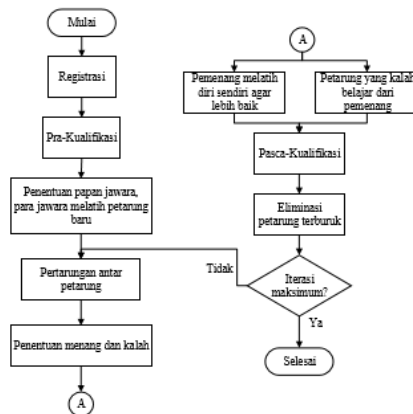 Mulai
Registrasi
Pra-Kualifikasi
Penentuan papan jawara,
para jawara melatih petarung
baru
Pertarungan antar
petarung
Penentuan menang dan kalah
A
A
Pemenang melatih
diri sendiri agar
lebih baik
Petarung yang kalah
belajar dari
pemenang
Pasca-Kualifikasi
Eliminasi
petarung terburuk
Iterasi
maksimum?
Tidak
Ya
Selesai